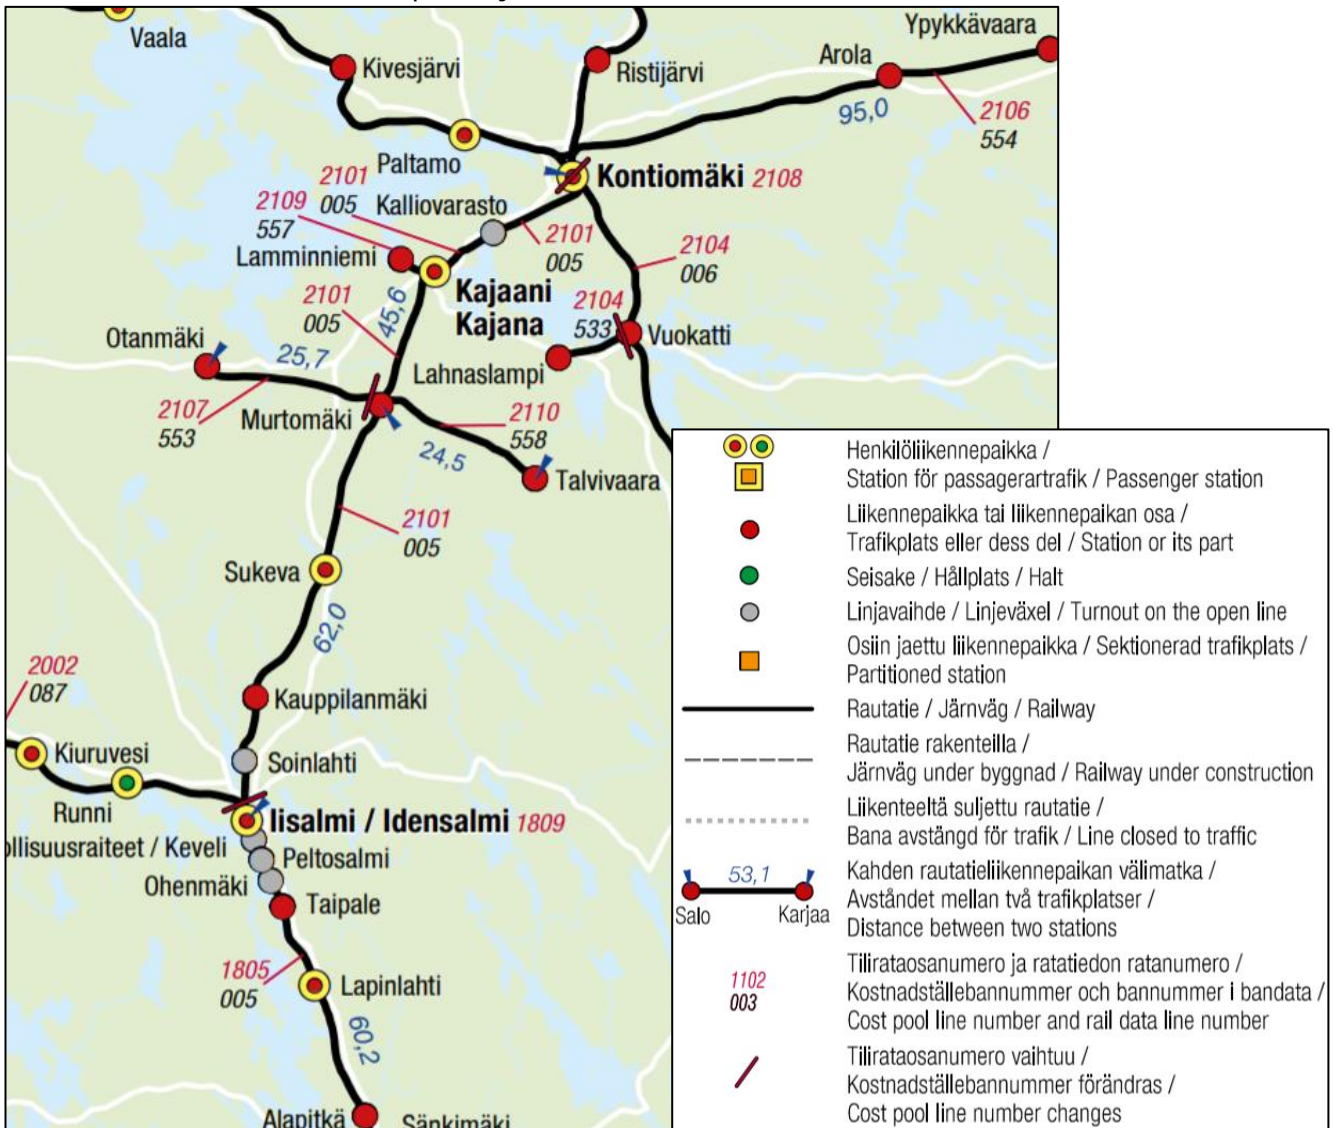 Vaala
Kivesjärvi
Ristijärvi
Arola
Ypykkävaara
95,0
2106
554
Paltamo
Kontiomäki 2108
2101
005
Kalliovarasto
2109
557
Lamminniemi
2101
005
2104
006
Kajaani
Kajana
2101
005
45,6
2104
533
Vuokatti
Otanmäki
25,7
Lahnaslampi
2107
553
Murtomäki
2110
558
24,5
Talvivaara
2101
005
Sukeva
62,0
2002
087
Kauppilanmäki
Kiuruvesi
Soinlahti
Runni
Iisalmi / Idensalmi 1809
ollisuusraiteet / Keveli
Peltosalmi
Ohenmäki
Taipale
1805
005
Lapinlahti
60,2
Alapitkä
Sänkimäki
Henkilöliikennepaikka /
Station för passagerartrafik / Passenger station
Liikennepaikka tai liikennepaikan osa /
Trafikplats eller dess del / Station or its part
Seisake / Hållplats / Halt
Linjavaihde / Linjeväxel / Turnout on the open line
Osiin jaettu liikennepaikka / Sektionerad trafikplats /
Partitioned station
Rautatie / Järnväg / Railway
Rautatie rakenteilla /
Järnväg under byggnad / Railway under construction
Liikenteeltä suljettu rautatie /
Bana avstängd för trafik / Line closed to traffic
53,1
Salo
Karjaa
Kahden rautatieliikennepaikan välimatka /
Avståndet mellan två trafikplatser /
Distance between two stations
1102
003
Tilirataosanumero ja ratatiedon ratanumero /
Kostnadställebannummer och bannummer i bandata /
Cost pool line number and rail data line number
Tilirataosanumero vaihtuu /
Kostnadställebannummer förändras /
Cost pool line number changes